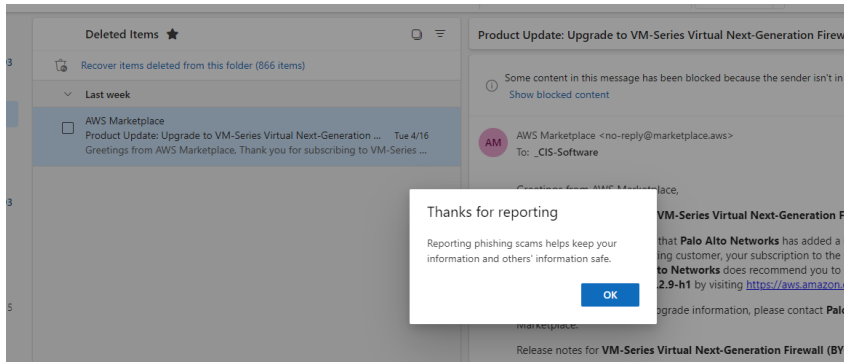 Deleted Items
Product Update: Upgrade to VM-Series Virtual Next-Generation Firew
Recover items deleted from this folder (866 items)
Last week
AWS Marketplace
Product Update: Upgrade to VM-Series Virtual Next-Generation ... Tue 4/16
Greetings from AWS Marketplace, Thank you for subscribing to VM-Series ...
Some content in this message has been blocked because the sender isn't in
Show blocked content
AM
AWS Marketplace <no-reply@marketplace.aws>
To: _CIS-Software
Greetings from AWS Marketplace,
VM-Series Virtual Next-Generation F
that Palo Alto Networks has added a
ing customer, your subscription to the
to Networks does recommend you to
2.9-h1 by visiting https://aws.amazon.
pgrade information, please contact Palo
Marketplace.
Release notes for VM-Series Virtual Next-Generation Firewall (BY
Thanks for reporting
Reporting phishing scams helps keep your
information and others' information safe.
OK
93
93
5